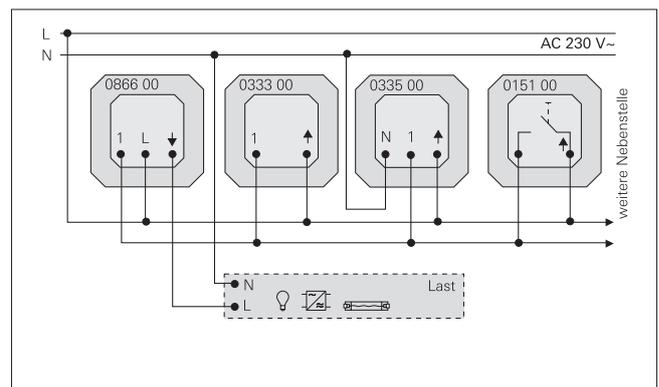 L
N
AC 230 V~
0866 00
0333 00
0335 00
0151 00
1 L
1
N 1
weitere Nebenstelle
N
L
Last